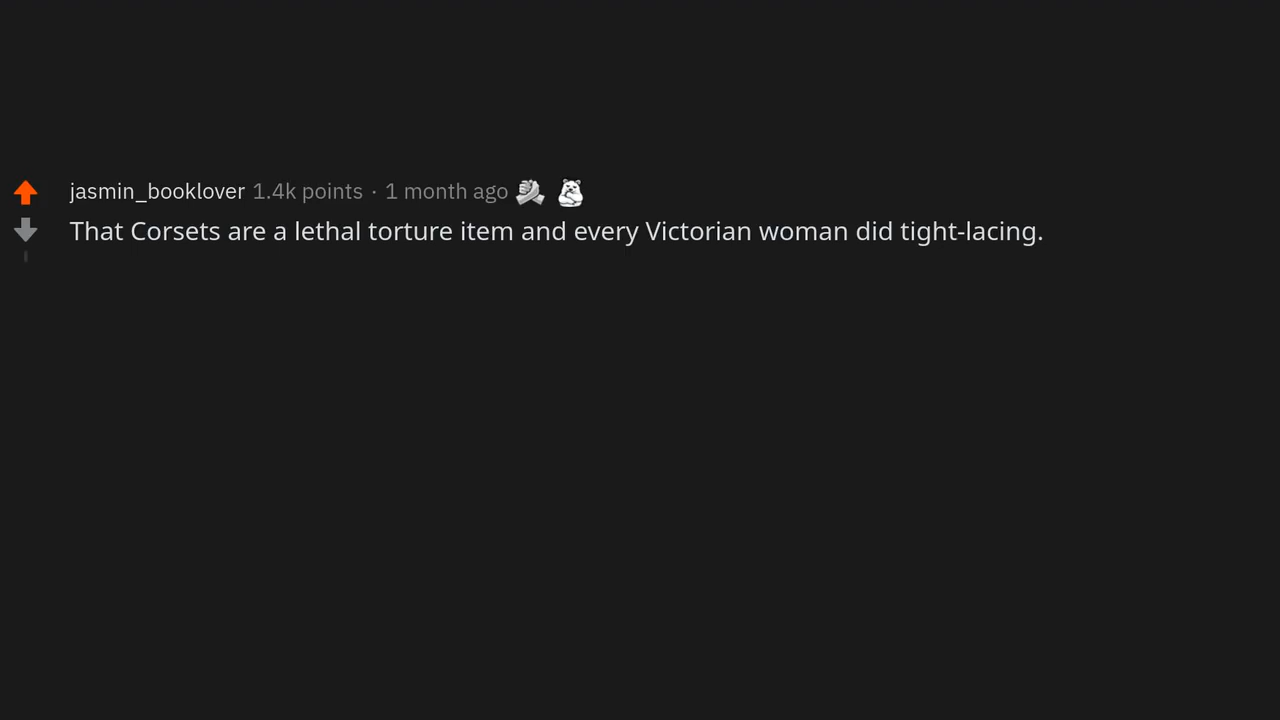 jasmin_booklover 1.4k points · 1 month ago
That Corsets are a lethal torture item and every Victorian woman did tight-lacing.